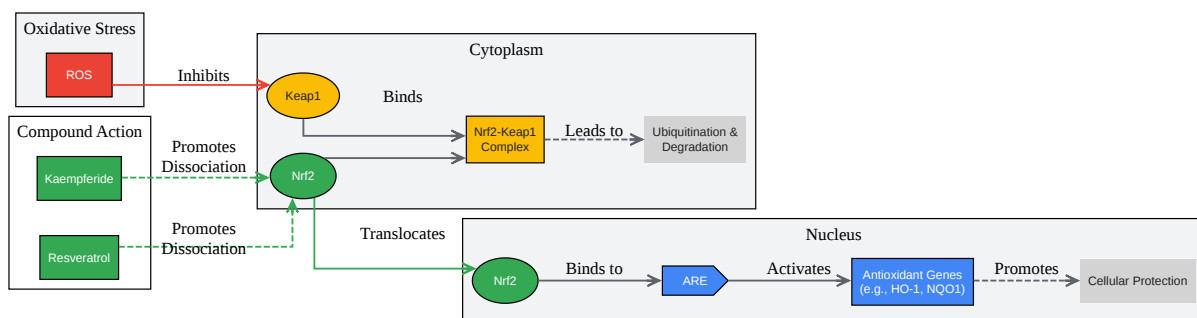 Oxidative Stress
ROS
Inhibits
Compound Action
Kaempferide
Promotes
Dissociation
Resveratrol
Promotes
Dissociation
Cytoplasm
Keap1
Binds
Nrf2
Nrf2-Keap1
Complex
Leads to
Ubiquitination &
Degradation
Translocates
Nucleus
Nrf2
Binds to
ARE
Activates
Antioxidant Genes
(e.g., HO-1, NQO1)
Promotes
Cellular Protection